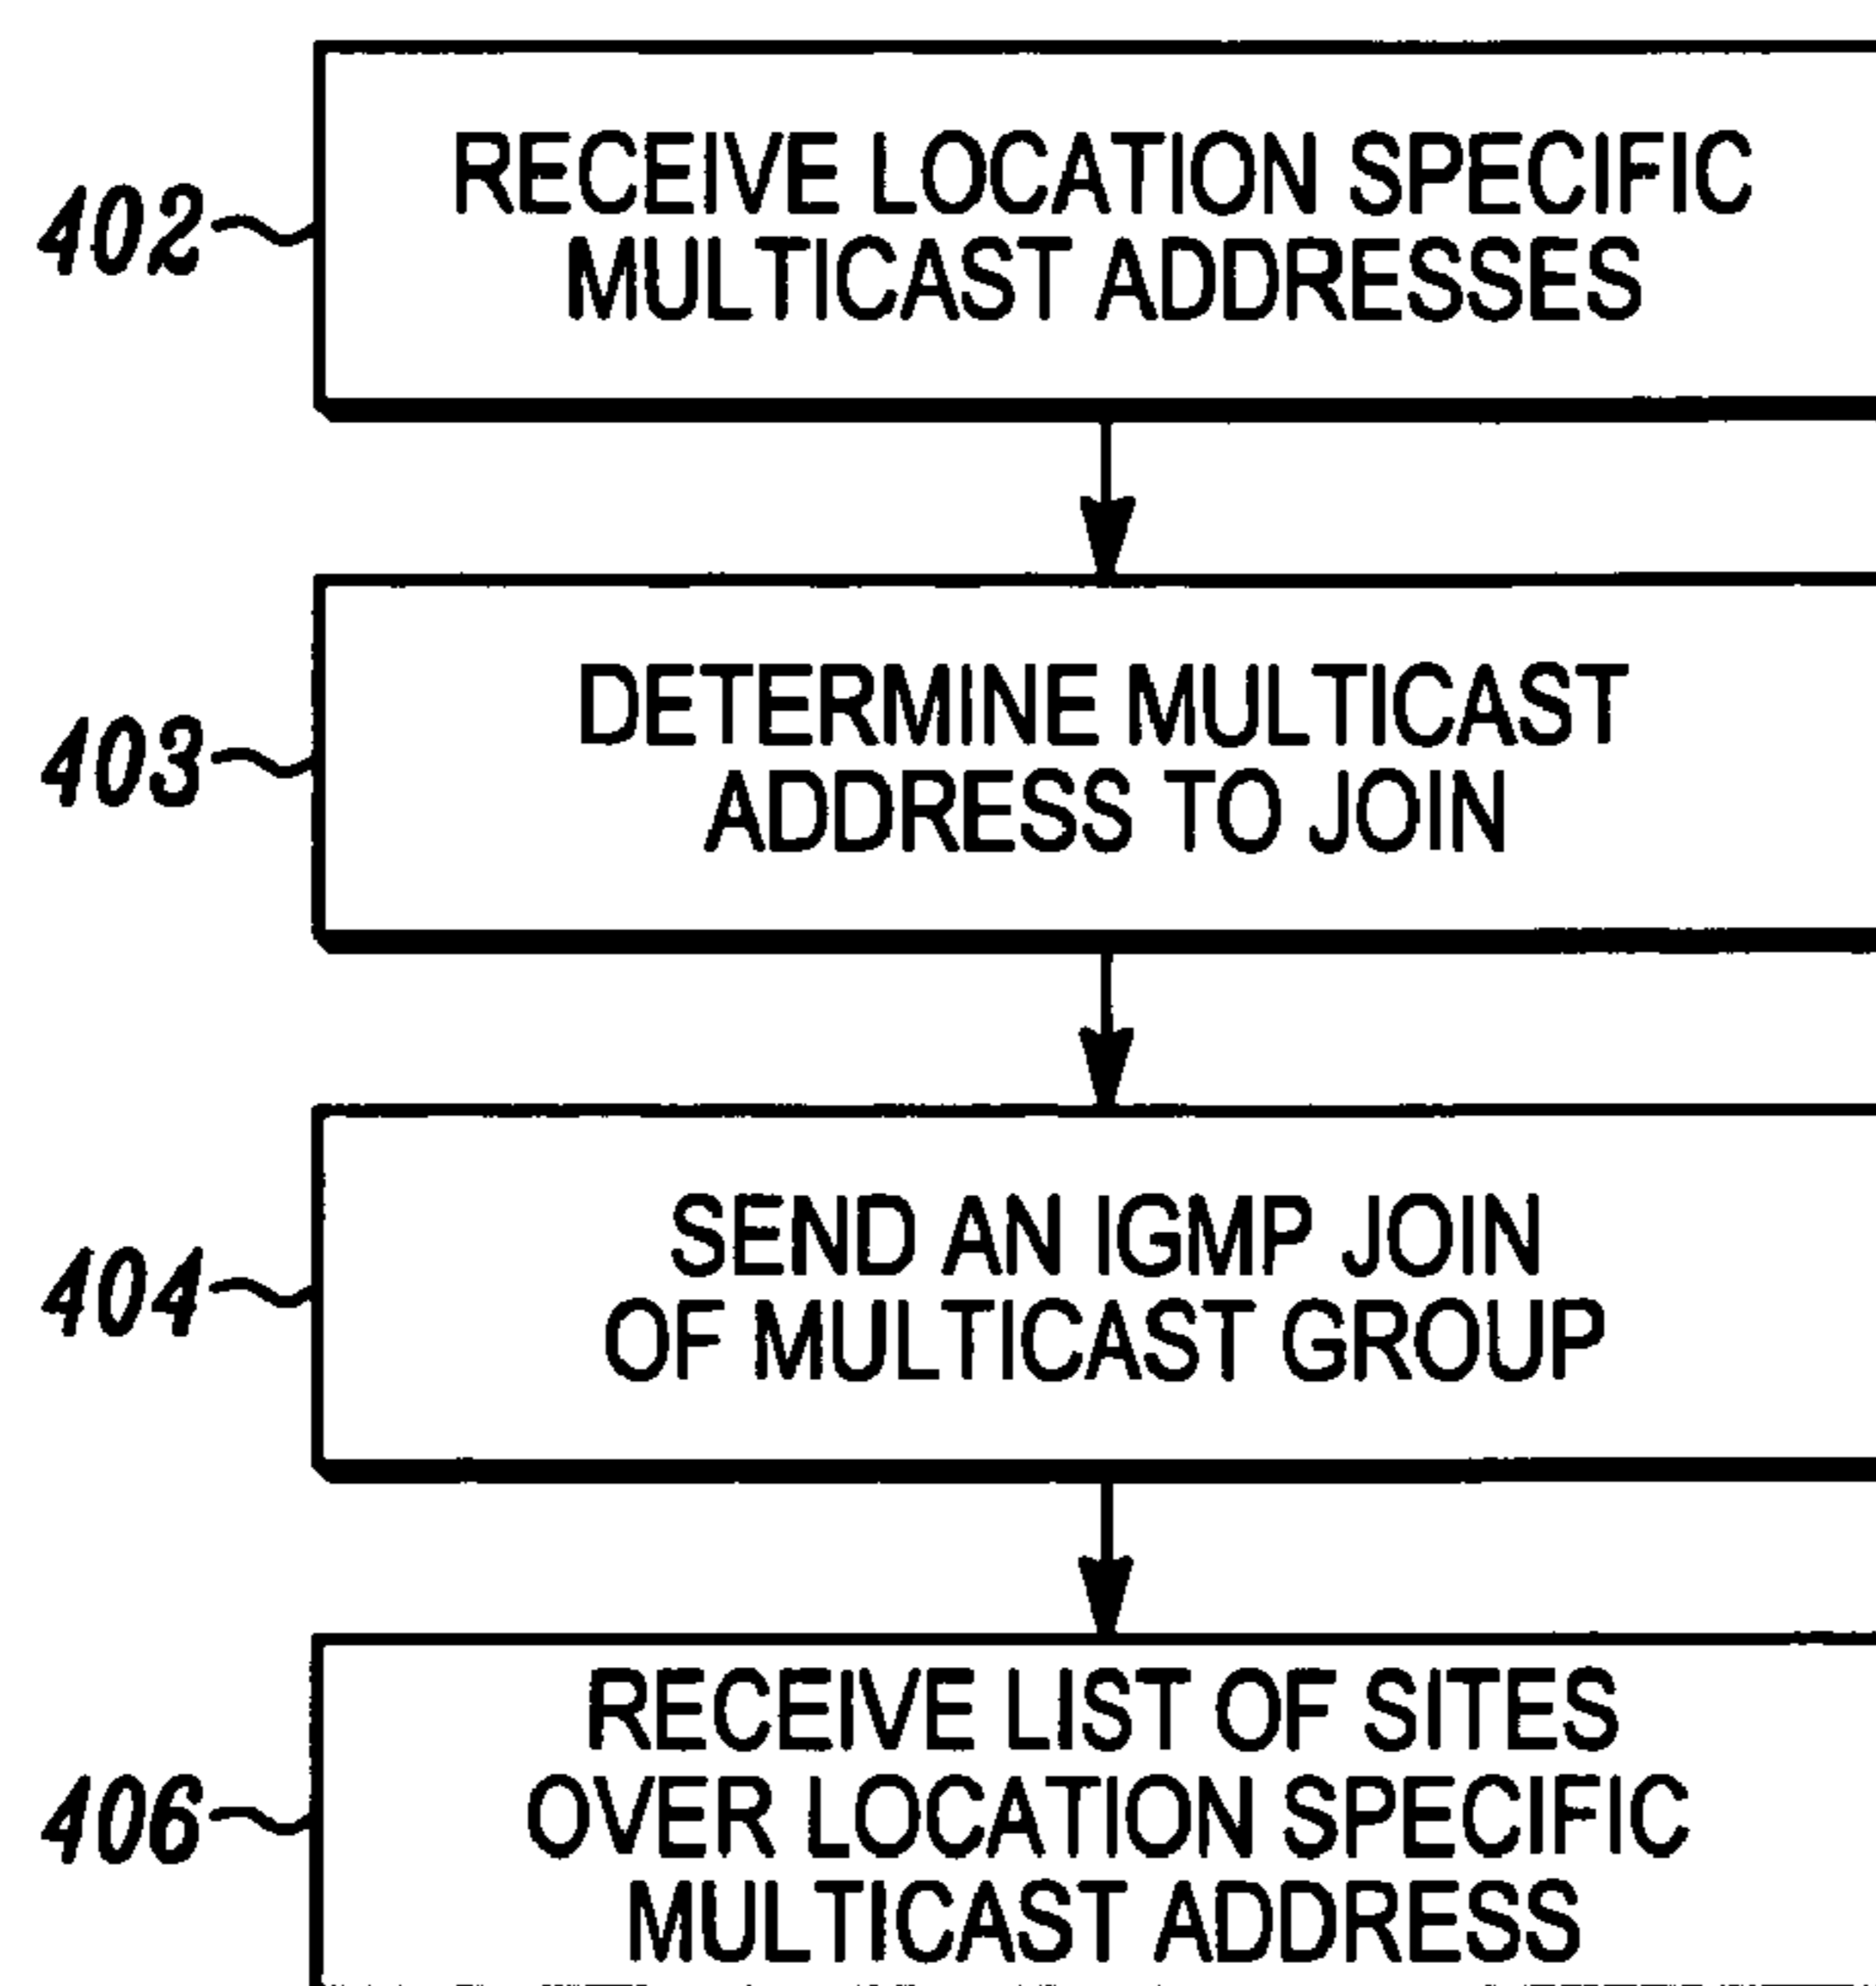 402
RECEIVE LOCATION SPECIFIC
MULTICAST ADDRESSES
403
DETERMINE MULTICAST
ADDRESS TO JOIN
404
SEND AN IGMP JOIN
OF MULTICAST GROUP
406
RECEIVE LIST OF SITES
OVER LOCATION SPECIFIC
MULTICAST ADDRESS